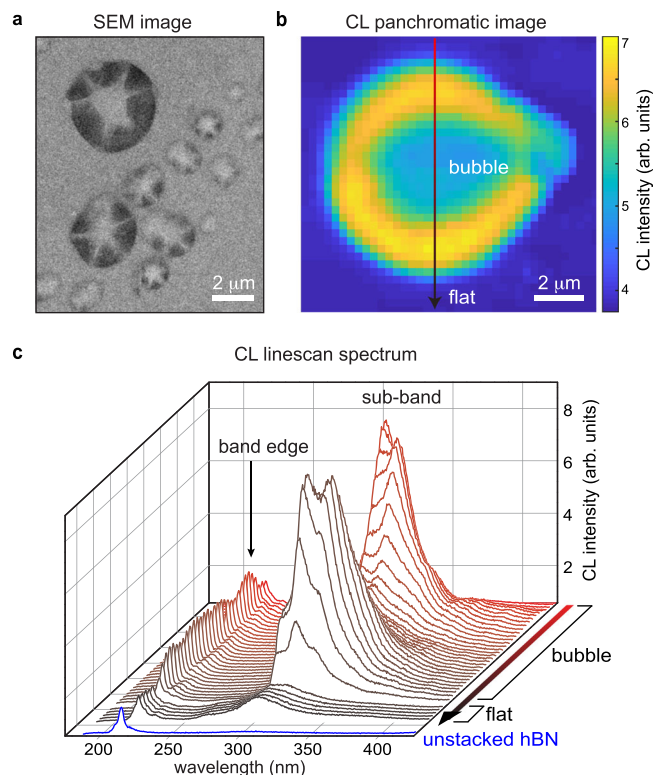 a
SEM image
2 μm
b
CL panchromatic image
bubble
flat
2 μm
7
6
5
4
CL intensity (arb. units)
c
CL linescan spectrum
sub-band
band edge
8
6
4
2
CL intensity (arb. units)
bubble
flat
unstacked hBN
200
250
300
350
400
wavelength (nm)